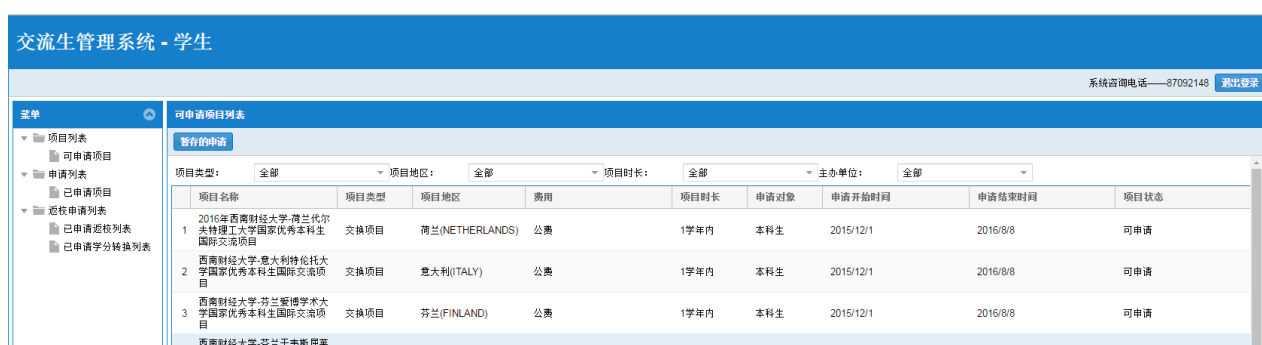 交流生管理系统 - 学生
系统咨询电话——87092148 退出登录
菜单
项目列表
可申请项目
申请列表
已申请项目
返校申请列表
已申请返校列表
已申请学分转换列表
可申请项目列表
暂存的申请
项目类型: 全部 项目地区: 全部 项目时长: 全部 主办单位: 全部
项目名称 项目类型 项目地区 费用 项目时长 申请对象 申请开始时间 申请结束时间 项目状态
2016年西南财经大学-荷兰代尔
1 夫特理工大学国家优秀本科生 交换项目 荷兰(NETHERLANDS) 公费 1学年内 本科生 2015/12/1 2016/8/8 可申请
国际交流项目
西南财经大学-意大利特伦托大
2 学国家优秀本科生国际交流项 交换项目 意大利(ITALY) 公费 1学年内 本科生 2015/12/1 2016/8/8 可申请
目
西南财经大学-芬兰爱博学术大
3 学国家优秀本科生国际交流项 交换项目 芬兰(FINLAND) 公费 1学年内 本科生 2015/12/1 2016/8/8 可申请
目
西南财经大学-芬兰于韦斯屈莱